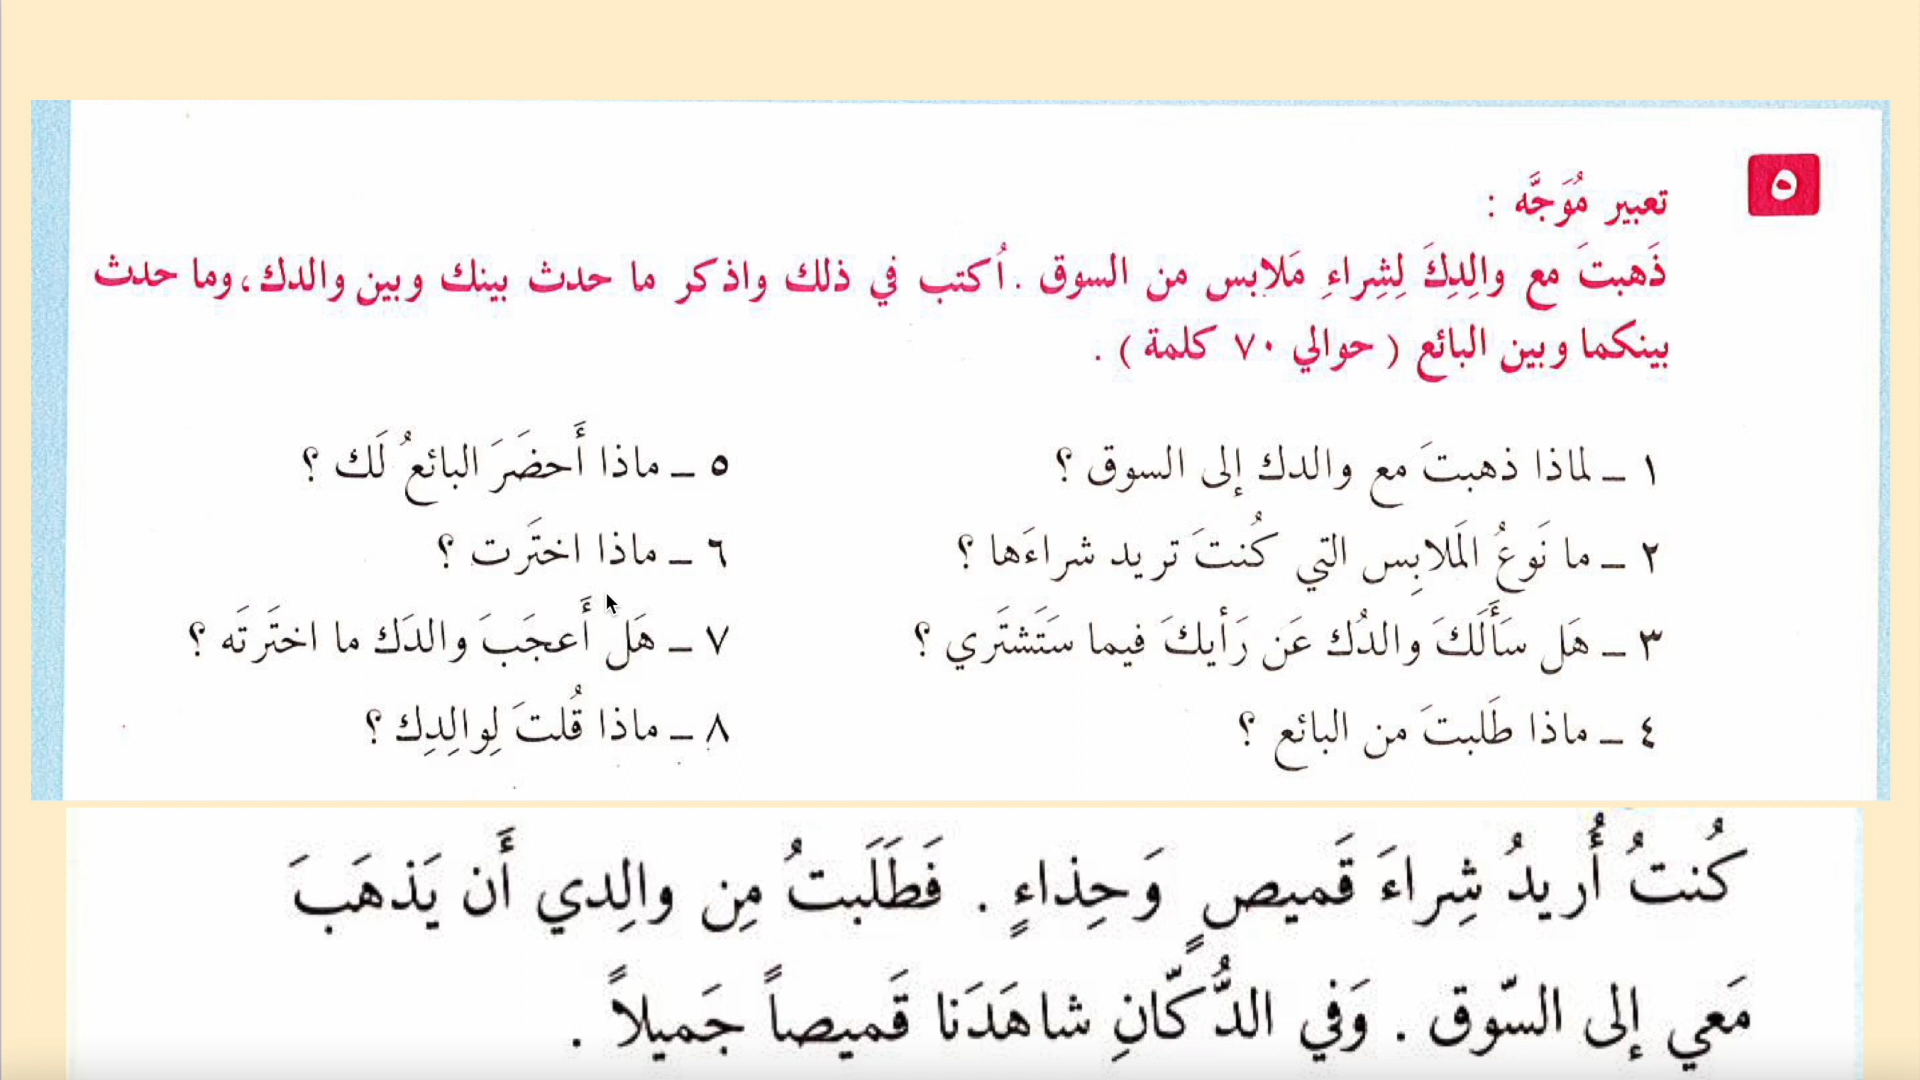 ٥
تعبير مُوَجَّه :
ذَهبتَ مع والِدِكَ لِشِراءِ مَلابس من السوق . اُكتب في ذلك واذكر ما حدث بينك وبين والدك ، وما حدث
بينكما وبين البائع ( حوالي ٧٠ كلمة ) .
١ ـ لماذا ذهبتَ مع والدك إلى السوق ؟
٢ ـ ما نَوعُ المَلابِس التي كُنتَ تريد شراءَها ؟
٣ ـ هَل سَأَلَكَ والدُك عَن رَأيكَ فيما سَتَشتَري ؟
٤ ـ ماذا طَلبتَ من البائع ؟
٥ ـ ماذا أَحضَرَ البائعُ لَك ؟
٦ ـ ماذا اختَرت ؟
٧ ـ هَل أَعجَبَ والدَك ما اختَرتَه ؟
٨ ـ ماذا قُلتَ لِوالِدِك ؟
كُنتُ أُريدُ شِراءَ قَميصٍ وَحِذاءٍ . فَطَلَبتُ مِن والِدي أَن يَذهَبَ
مَعي إلى السّوق . وَفي الدُّكّانِ شاهَدَنا قَميصاً جَميلاً .